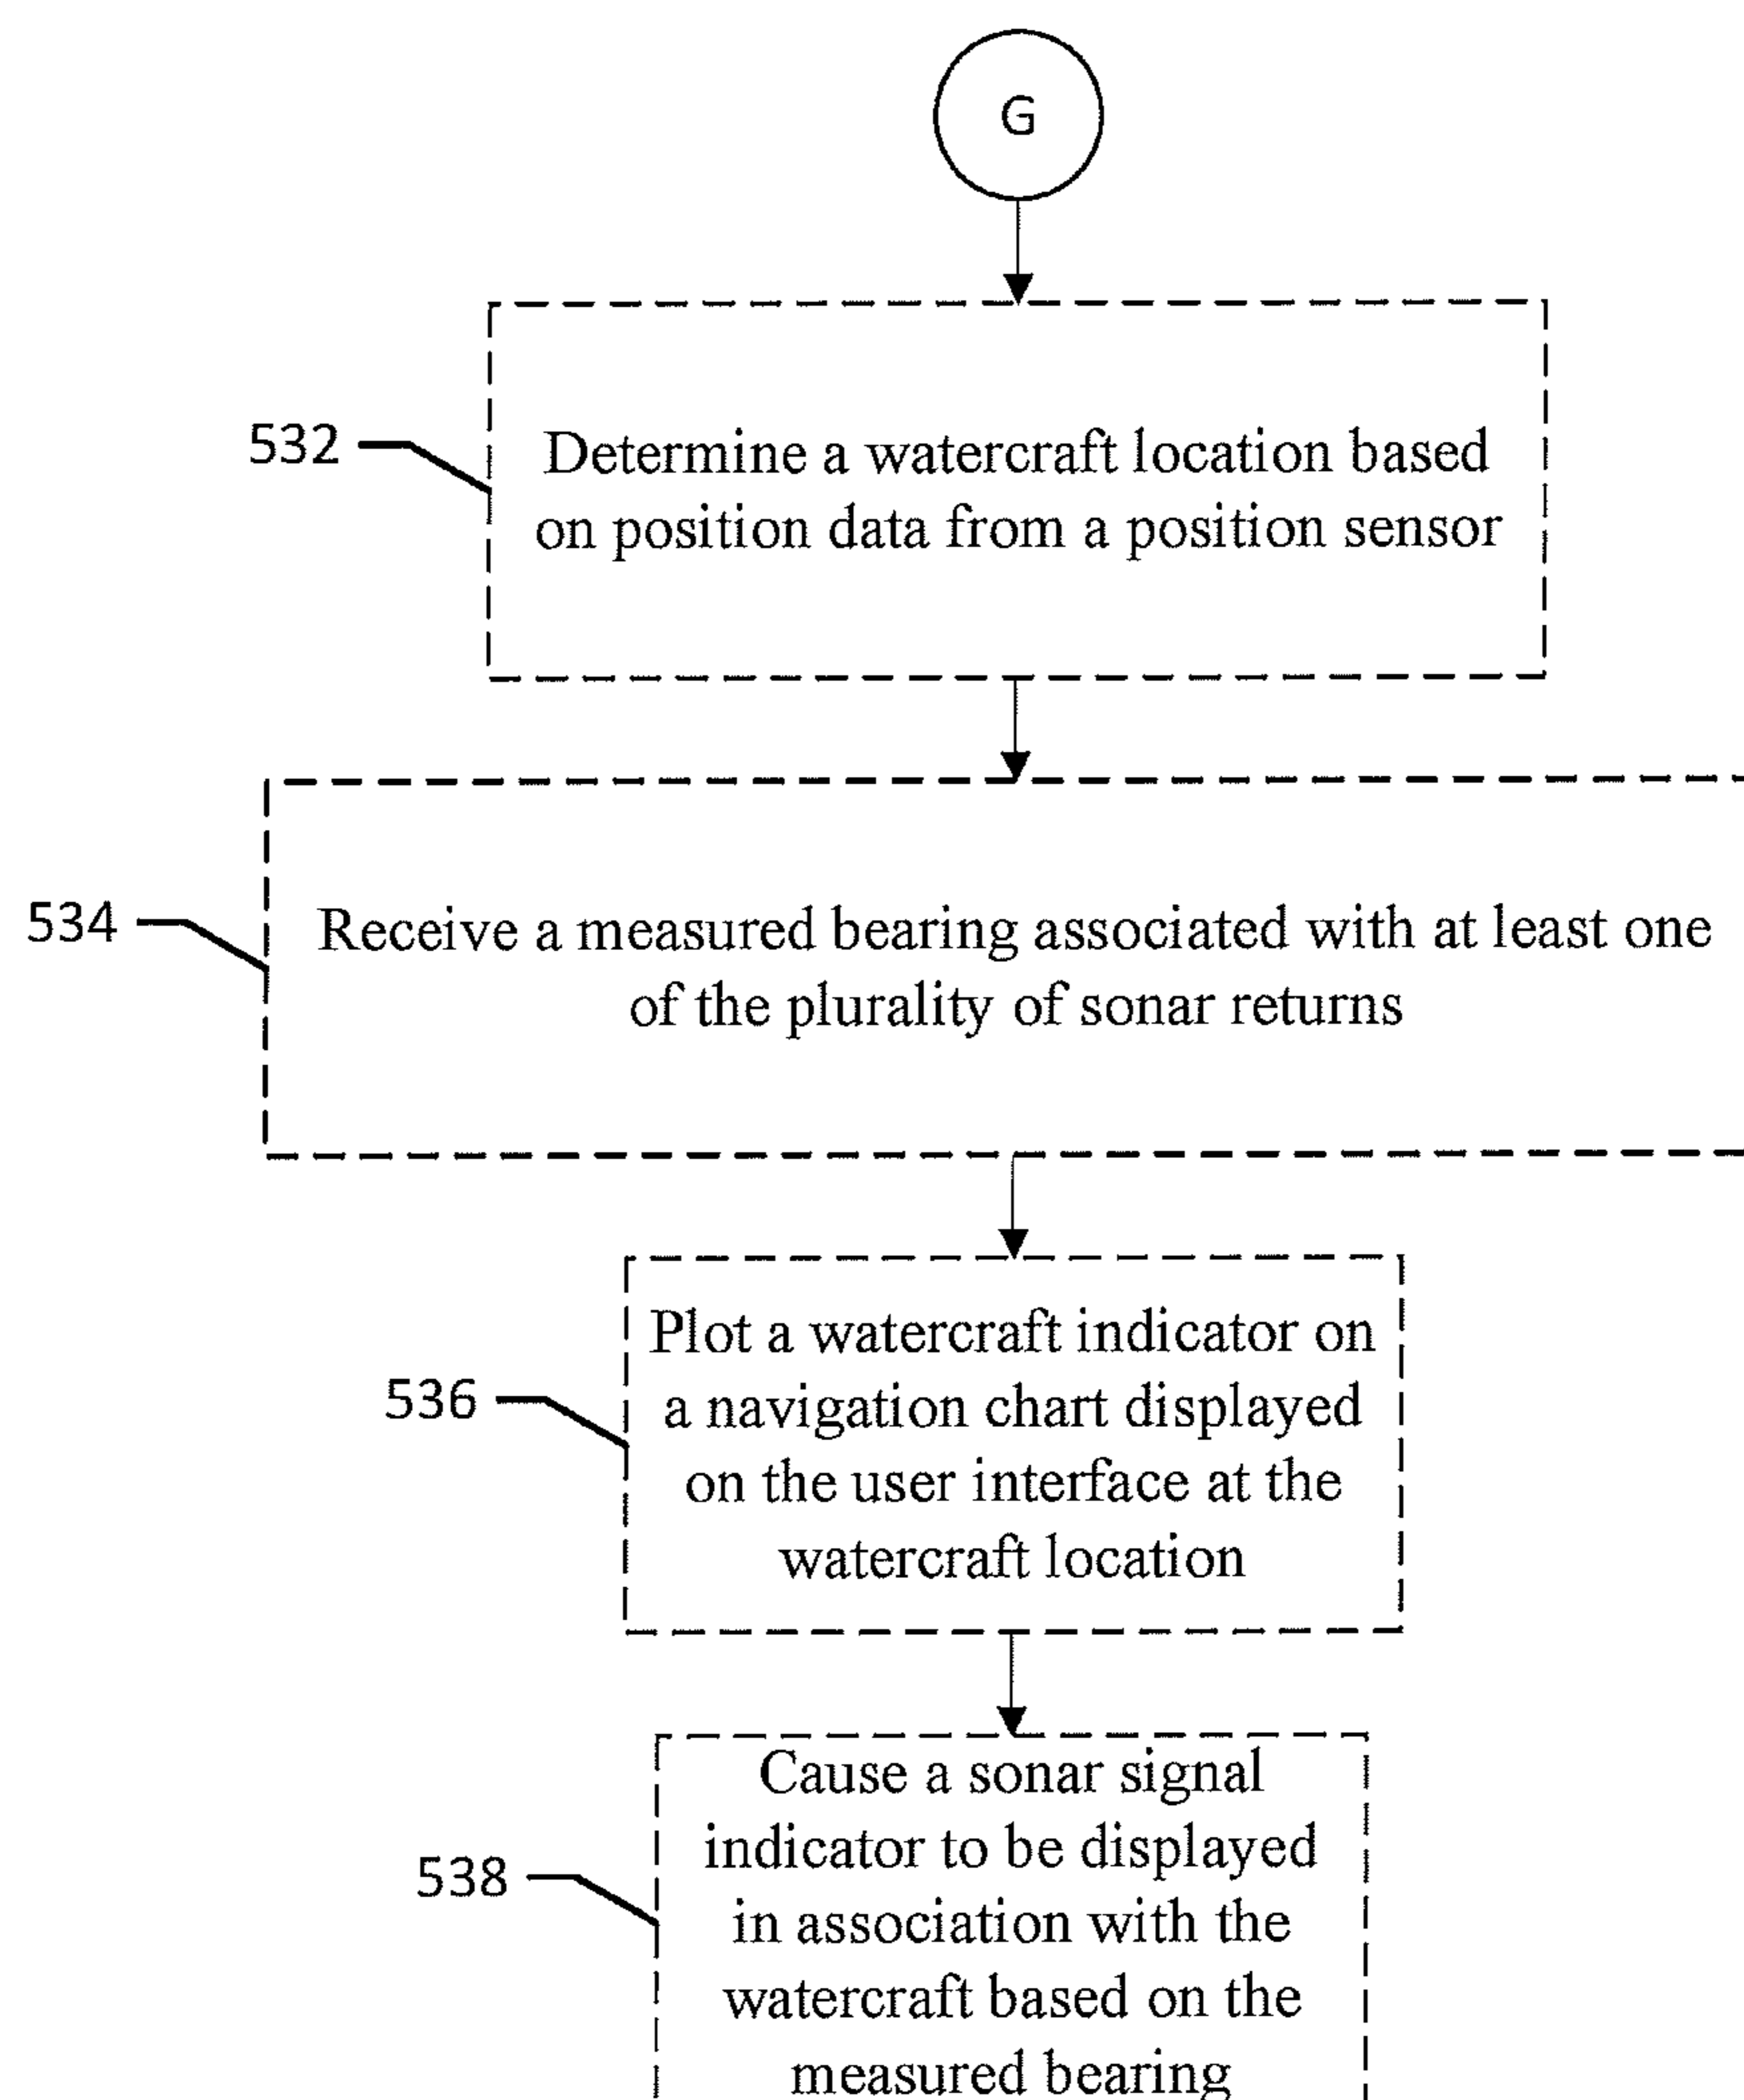 G
532
Determine a watercraft location based
on position data from a position sensor
534
Receive a measured bearing associated with at least one
of the plurality of sonar returns
536
Plot a watercraft indicator on
a navigation chart displayed
on the user interface at the
watercraft location
538
Cause a sonar signal
indicator to be displayed
in association with the
watercraft based on the
measured bearing